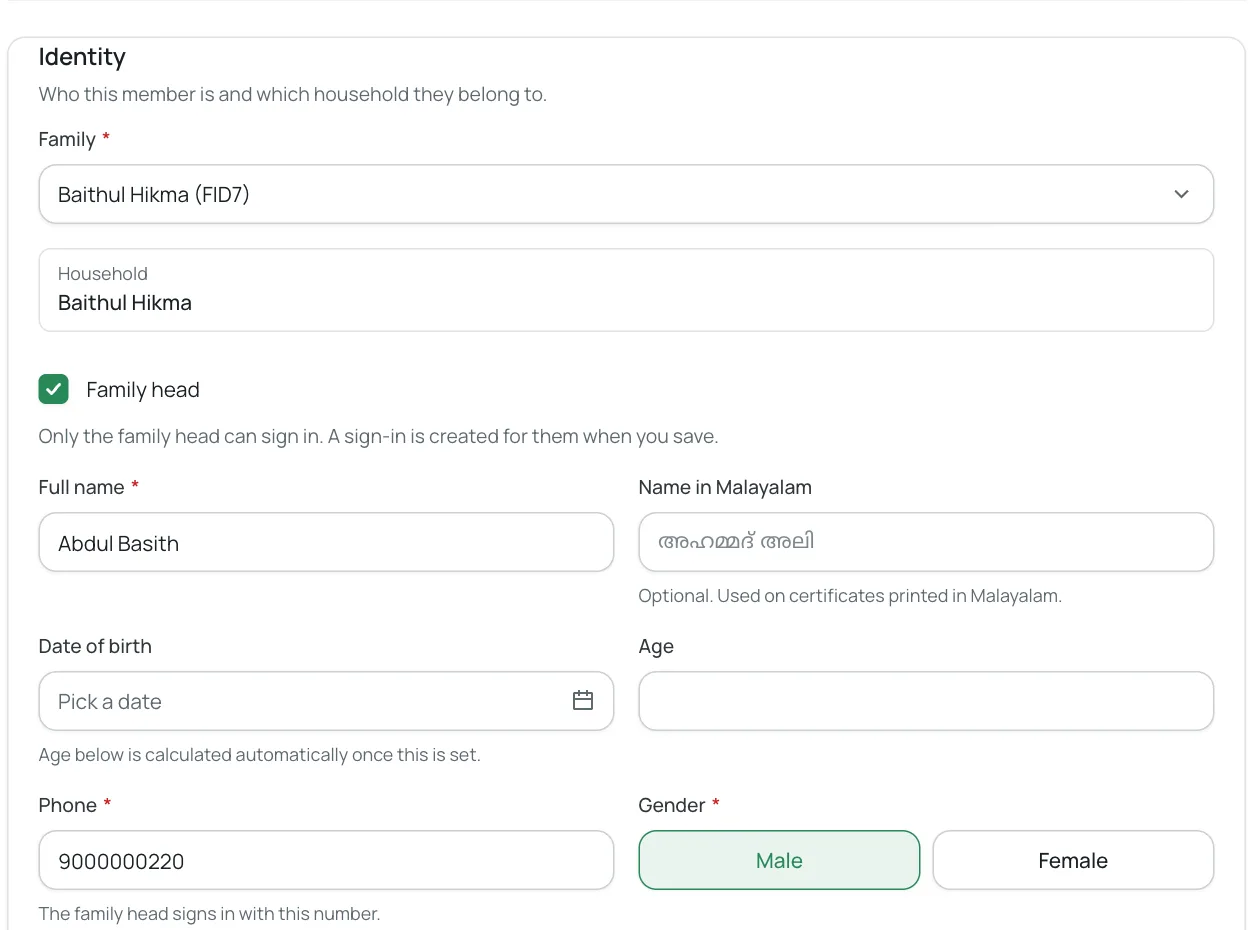 Identity
Who this member is and which household they belong to.
Family *
Baithul Hikma (FID7)
Household
Baithul Hikma
Family head
Only the family head can sign in. A sign-in is created for them when you save.
Full name *
Name in Malayalam
Abdul Basith
അഹമ്മദ് അലി
Optional. Used on certificates printed in Malayalam.
Date of birth
Age
Pick a date
Age below is calculated automatically once this is set.
Phone *
Gender *
9000000220
Male
Female
The family head signs in with this number.